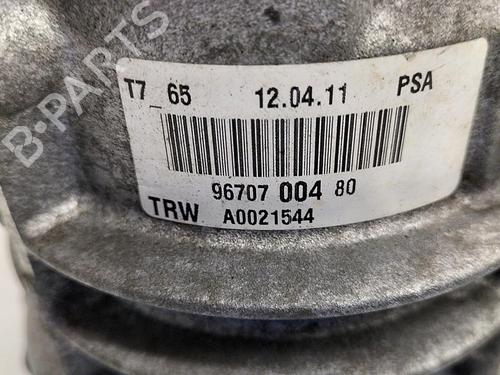 B-PARTS
T7_65 12.04.11 PSA
96707 004 80
TRW A0021544